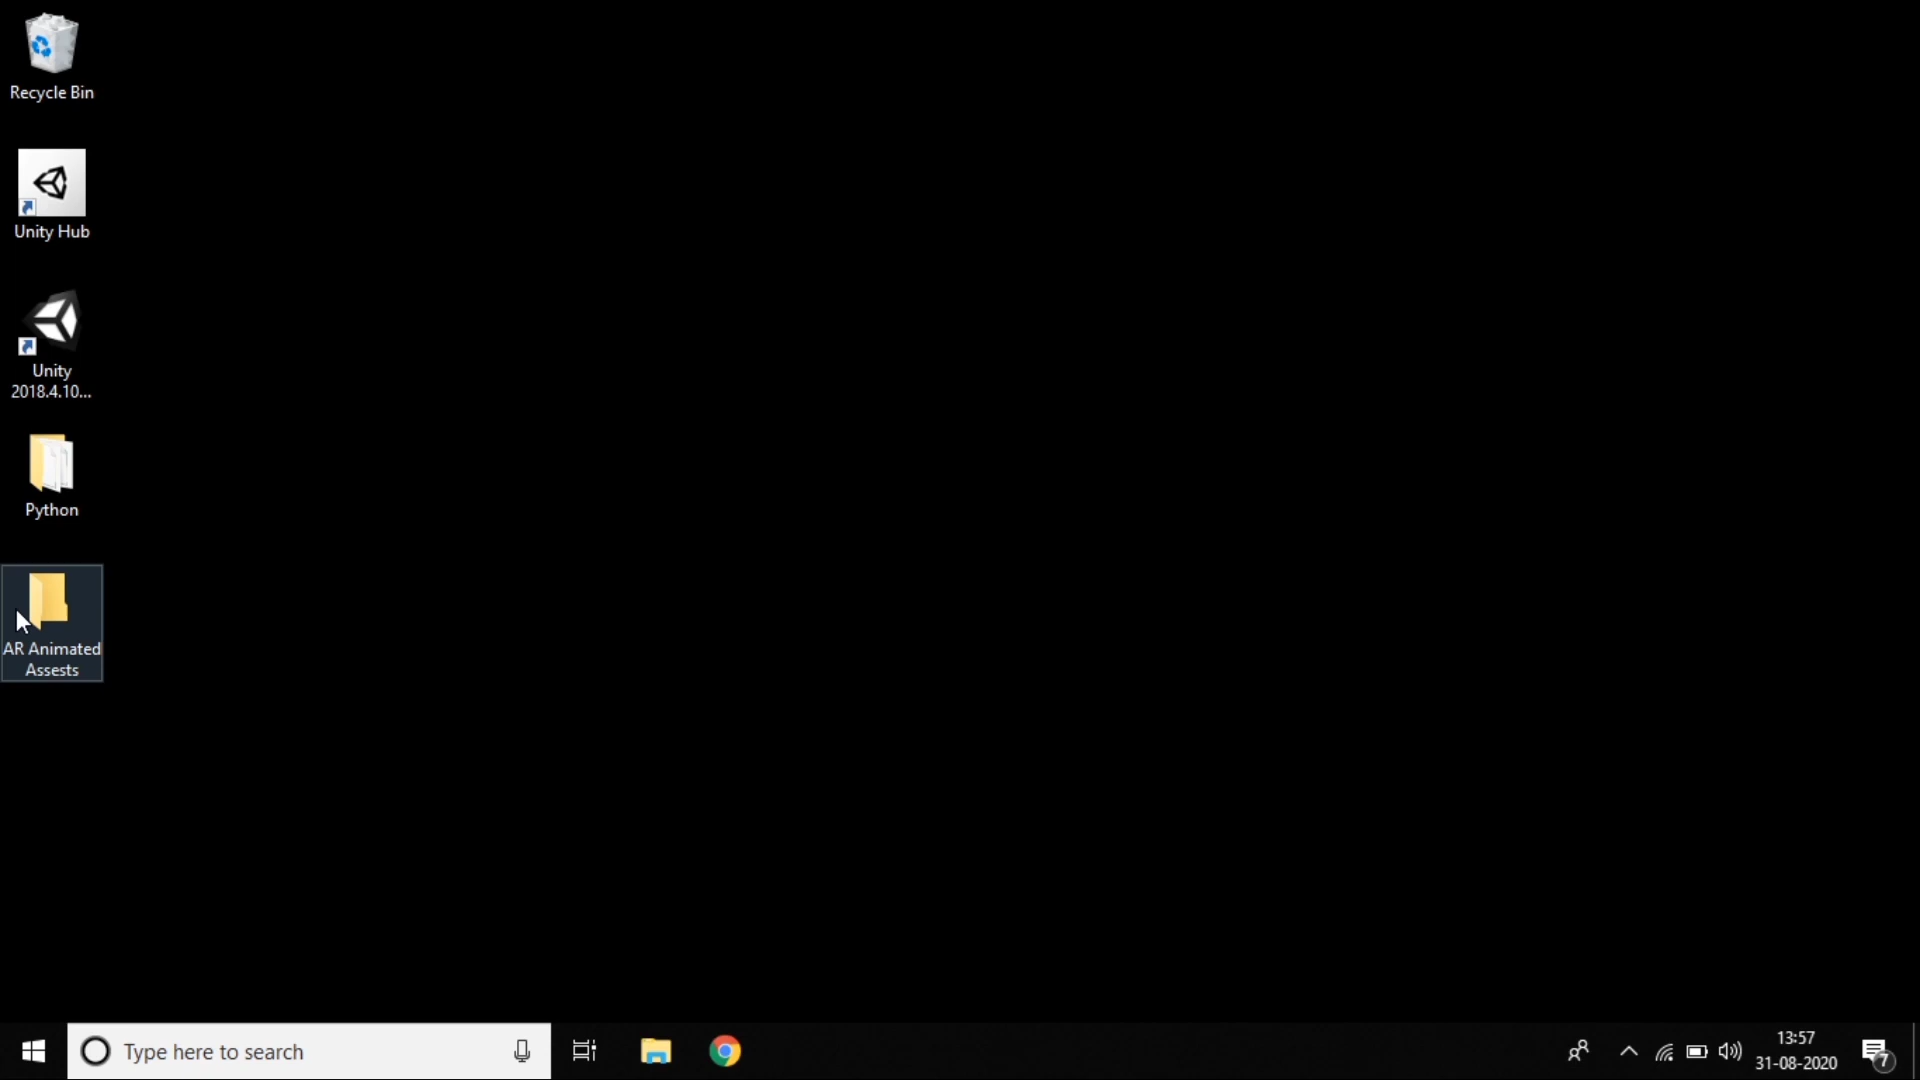 Recycle Bin
Unity Hub
Unity
2018.4.10...
Python
AR Animated
Assests
Type here to search
13:57
31-08-2020
7